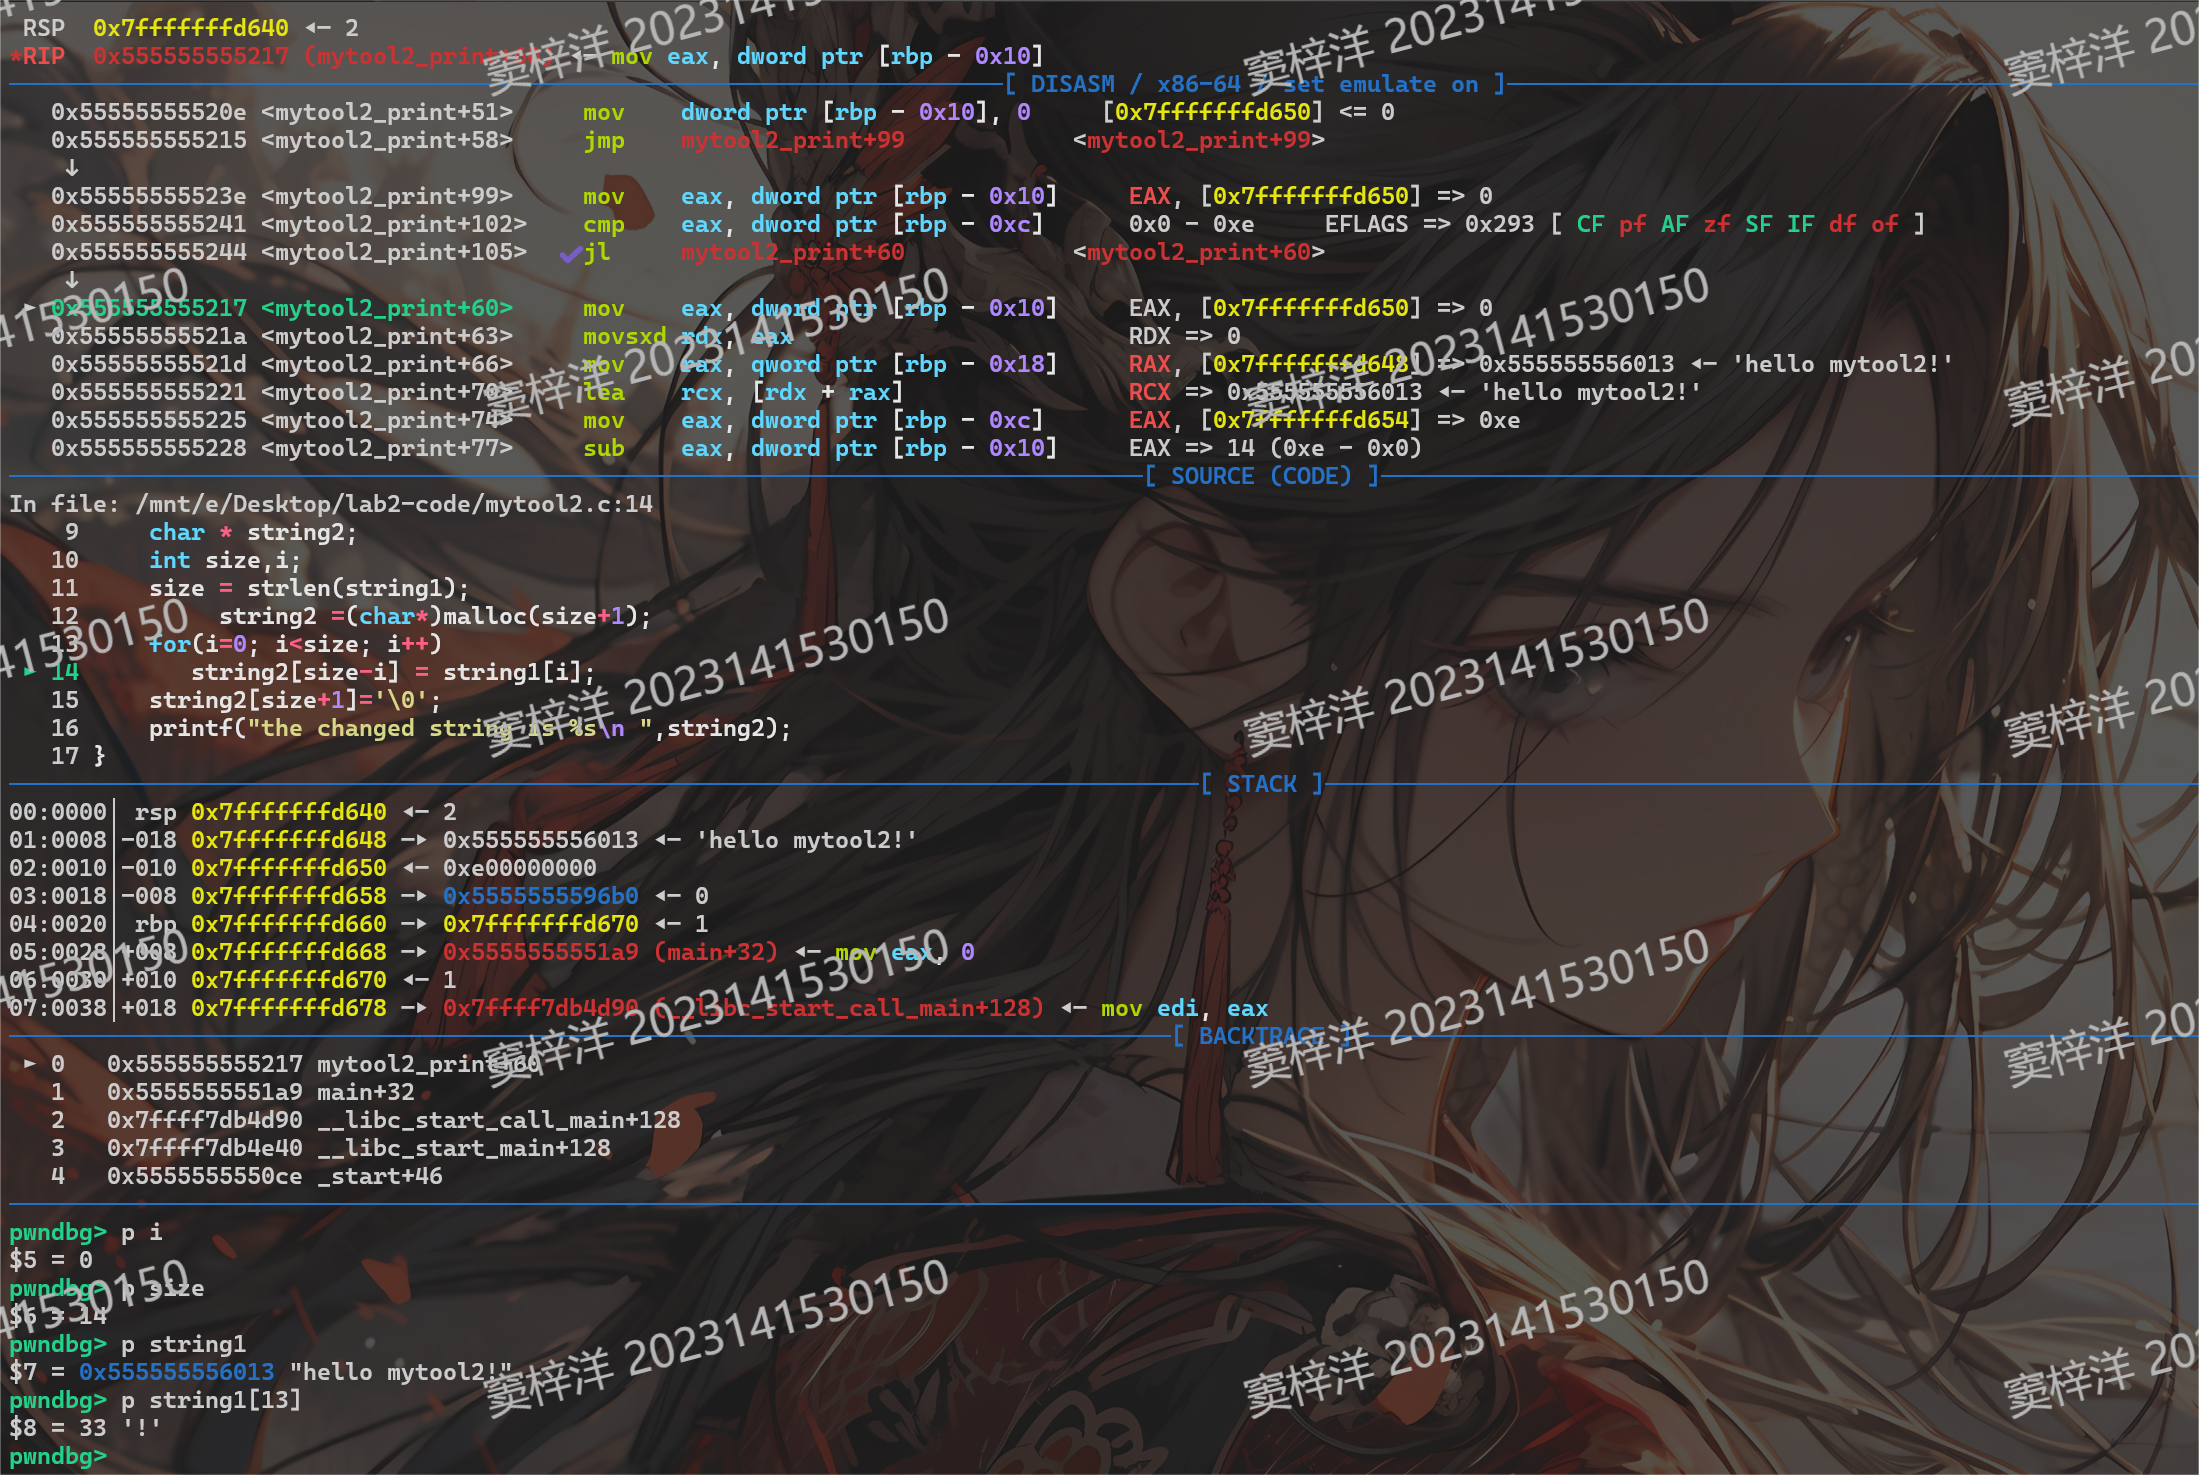 RSP  0x7fffffffd640 ◂— 2
*RIP  0x555555555217 (mytool2_print+60) ◂— mov eax, dword ptr [rbp - 0x10]
[ DISASM / x86-64 / set emulate on ]
0x55555555520e <mytool2_print+51>     mov    dword ptr [rbp - 0x10], 0     [0x7fffffffd650] <= 0
0x555555555215 <mytool2_print+58>     jmp    mytool2_print+99            <mytool2_print+99>
↓
0x55555555523e <mytool2_print+99>     mov    eax, dword ptr [rbp - 0x10]     EAX, [0x7fffffffd650] => 0
0x555555555241 <mytool2_print+102>    cmp    eax, dword ptr [rbp - 0xc]      0x0 - 0xe     EFLAGS => 0x293 [ CF pf AF zf SF IF df of ]
0x555555555244 <mytool2_print+105>  ✔ jl     mytool2_print+60            <mytool2_print+60>
↓
► 0x555555555217 <mytool2_print+60>     mov    eax, dword ptr [rbp - 0x10]     EAX, [0x7fffffffd650] => 0
0x55555555521a <mytool2_print+63>     movsxd rdx, eax                        RDX => 0
0x55555555521d <mytool2_print+66>     mov    rax, qword ptr [rbp - 0x18]     RAX, [0x7fffffffd648] => 0x555555556013 ◂— 'hello mytool2!'
0x555555555221 <mytool2_print+70>     lea    rcx, [rdx + rax]                RCX => 0x555555556013 ◂— 'hello mytool2!'
0x555555555225 <mytool2_print+74>     mov    eax, dword ptr [rbp - 0xc]      EAX, [0x7fffffffd654] => 0xe
0x555555555228 <mytool2_print+77>     sub    eax, dword ptr [rbp - 0x10]     EAX => 14 (0xe - 0x0)
[ SOURCE (CODE) ]
In file: /mnt/e/Desktop/lab2-code/mytool2.c:14
9     char * string2;
10     int size,i;
11     size = strlen(string1);
12          string2 =(char*)malloc(size+1);
13     for(i=0; i<size; i++)
► 14        string2[size-i] = string1[i];
15     string2[size+1]='\0';
16     printf("the changed string is %s\n ",string2);
17 }
[ STACK ]
00:0000│ rsp 0x7fffffffd640 ◂— 2
01:0008│-018 0x7fffffffd648 —▸ 0x555555556013 ◂— 'hello mytool2!'
02:0010│-010 0x7fffffffd650 ◂— 0xe00000000
03:0018│-008 0x7fffffffd658 —▸ 0x5555555596b0 ◂— 0
04:0020│ rbp 0x7fffffffd660 —▸ 0x7fffffffd670 ◂— 1
05:0028│+008 0x7fffffffd668 —▸ 0x5555555551a9 (main+32) ◂— mov eax, 0
06:0030│+010 0x7fffffffd670 ◂— 1
07:0038│+018 0x7fffffffd678 —▸ 0x7ffff7db4d90 (__libc_start_call_main+128) ◂— mov edi, eax
[ BACKTRACE ]
► 0   0x555555555217 mytool2_print+60
1   0x5555555551a9 main+32
2   0x7ffff7db4d90 __libc_start_call_main+128
3   0x7ffff7db4e40 __libc_start_main+128
4   0x5555555550ce _start+46
pwndbg> p i
$5 = 0
pwndbg> p size
$6 = 14
pwndbg> p string1
$7 = 0x555555556013 "hello mytool2!"
pwndbg> p string1[13]
$8 = 33 '!'
pwndbg>
窦梓洋 2023141530150